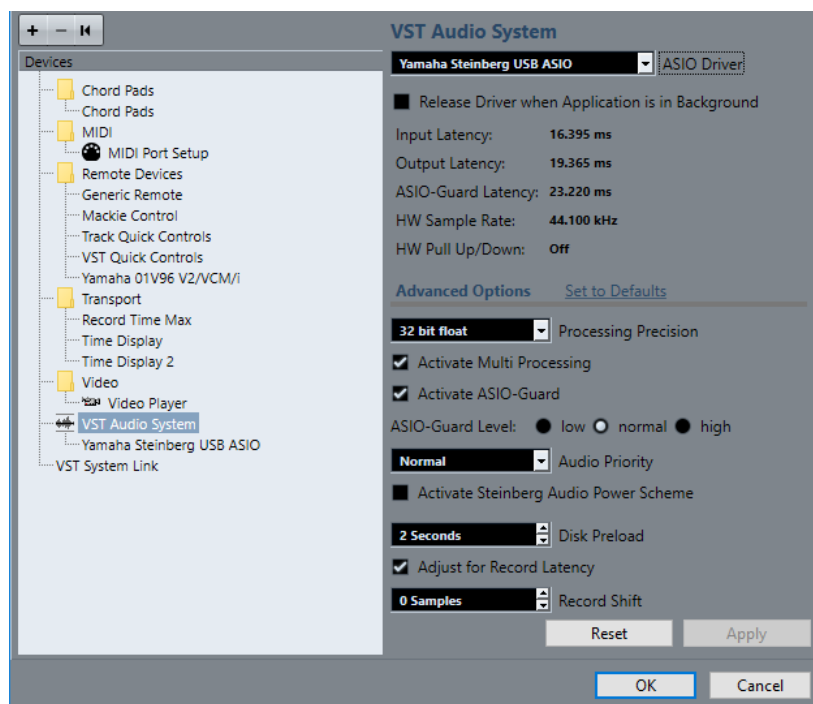 Devices
Chord Pads
Chord Pads
MIDI
MIDI Port Setup
Remote Devices
Generic Remote
Mackie Control
Track Quick Controls
VST Quick Controls
Yamaha 01V96 V2/VCM/i
Transport
Record Time Max
Time Display
Time Display 2
Video
Video Player
VST Audio System
Yamaha Steinberg USB ASIO
VST System Link
VST Audio System
Yamaha Steinberg USB ASIO ASIO Driver
Release Driver when Application is in Background
Input Latency: 16.395 ms
Output Latency: 19.365 ms
ASIO-Guard Latency: 23.220 ms
HW Sample Rate: 44.100 kHz
HW Pull Up/Down: Off
Advanced Options Set to Defaults
32 bit float Processing Precision
Activate Multi Processing
Activate ASIO-Guard
ASIO-Guard Level: low normal high
Normal Audio Priority
Activate Steinberg Audio Power Scheme
2 Seconds Disk Preload
Adjust for Record Latency
0 Samples Record Shift
Reset Apply
OK Cancel